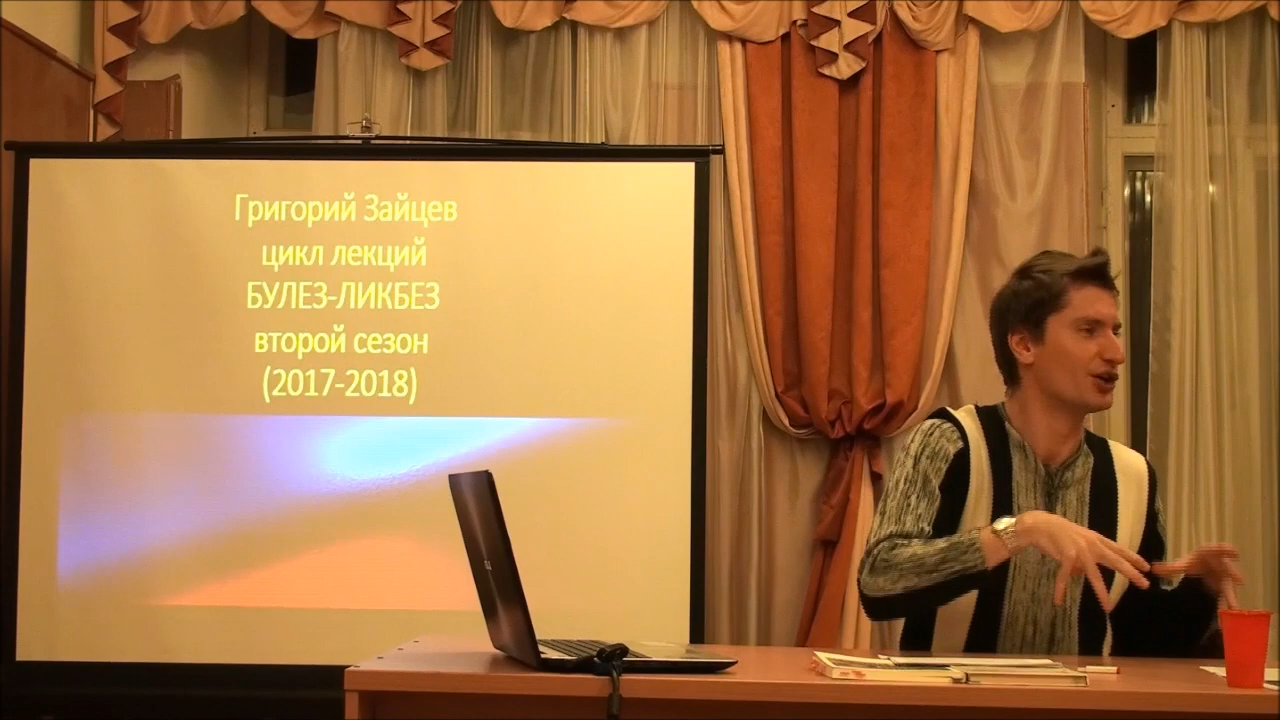 Григорий Зайцев
цикл лекций
БУЛЕЗ-ЛИКБЕЗ
второй сезон
(2017-2018)